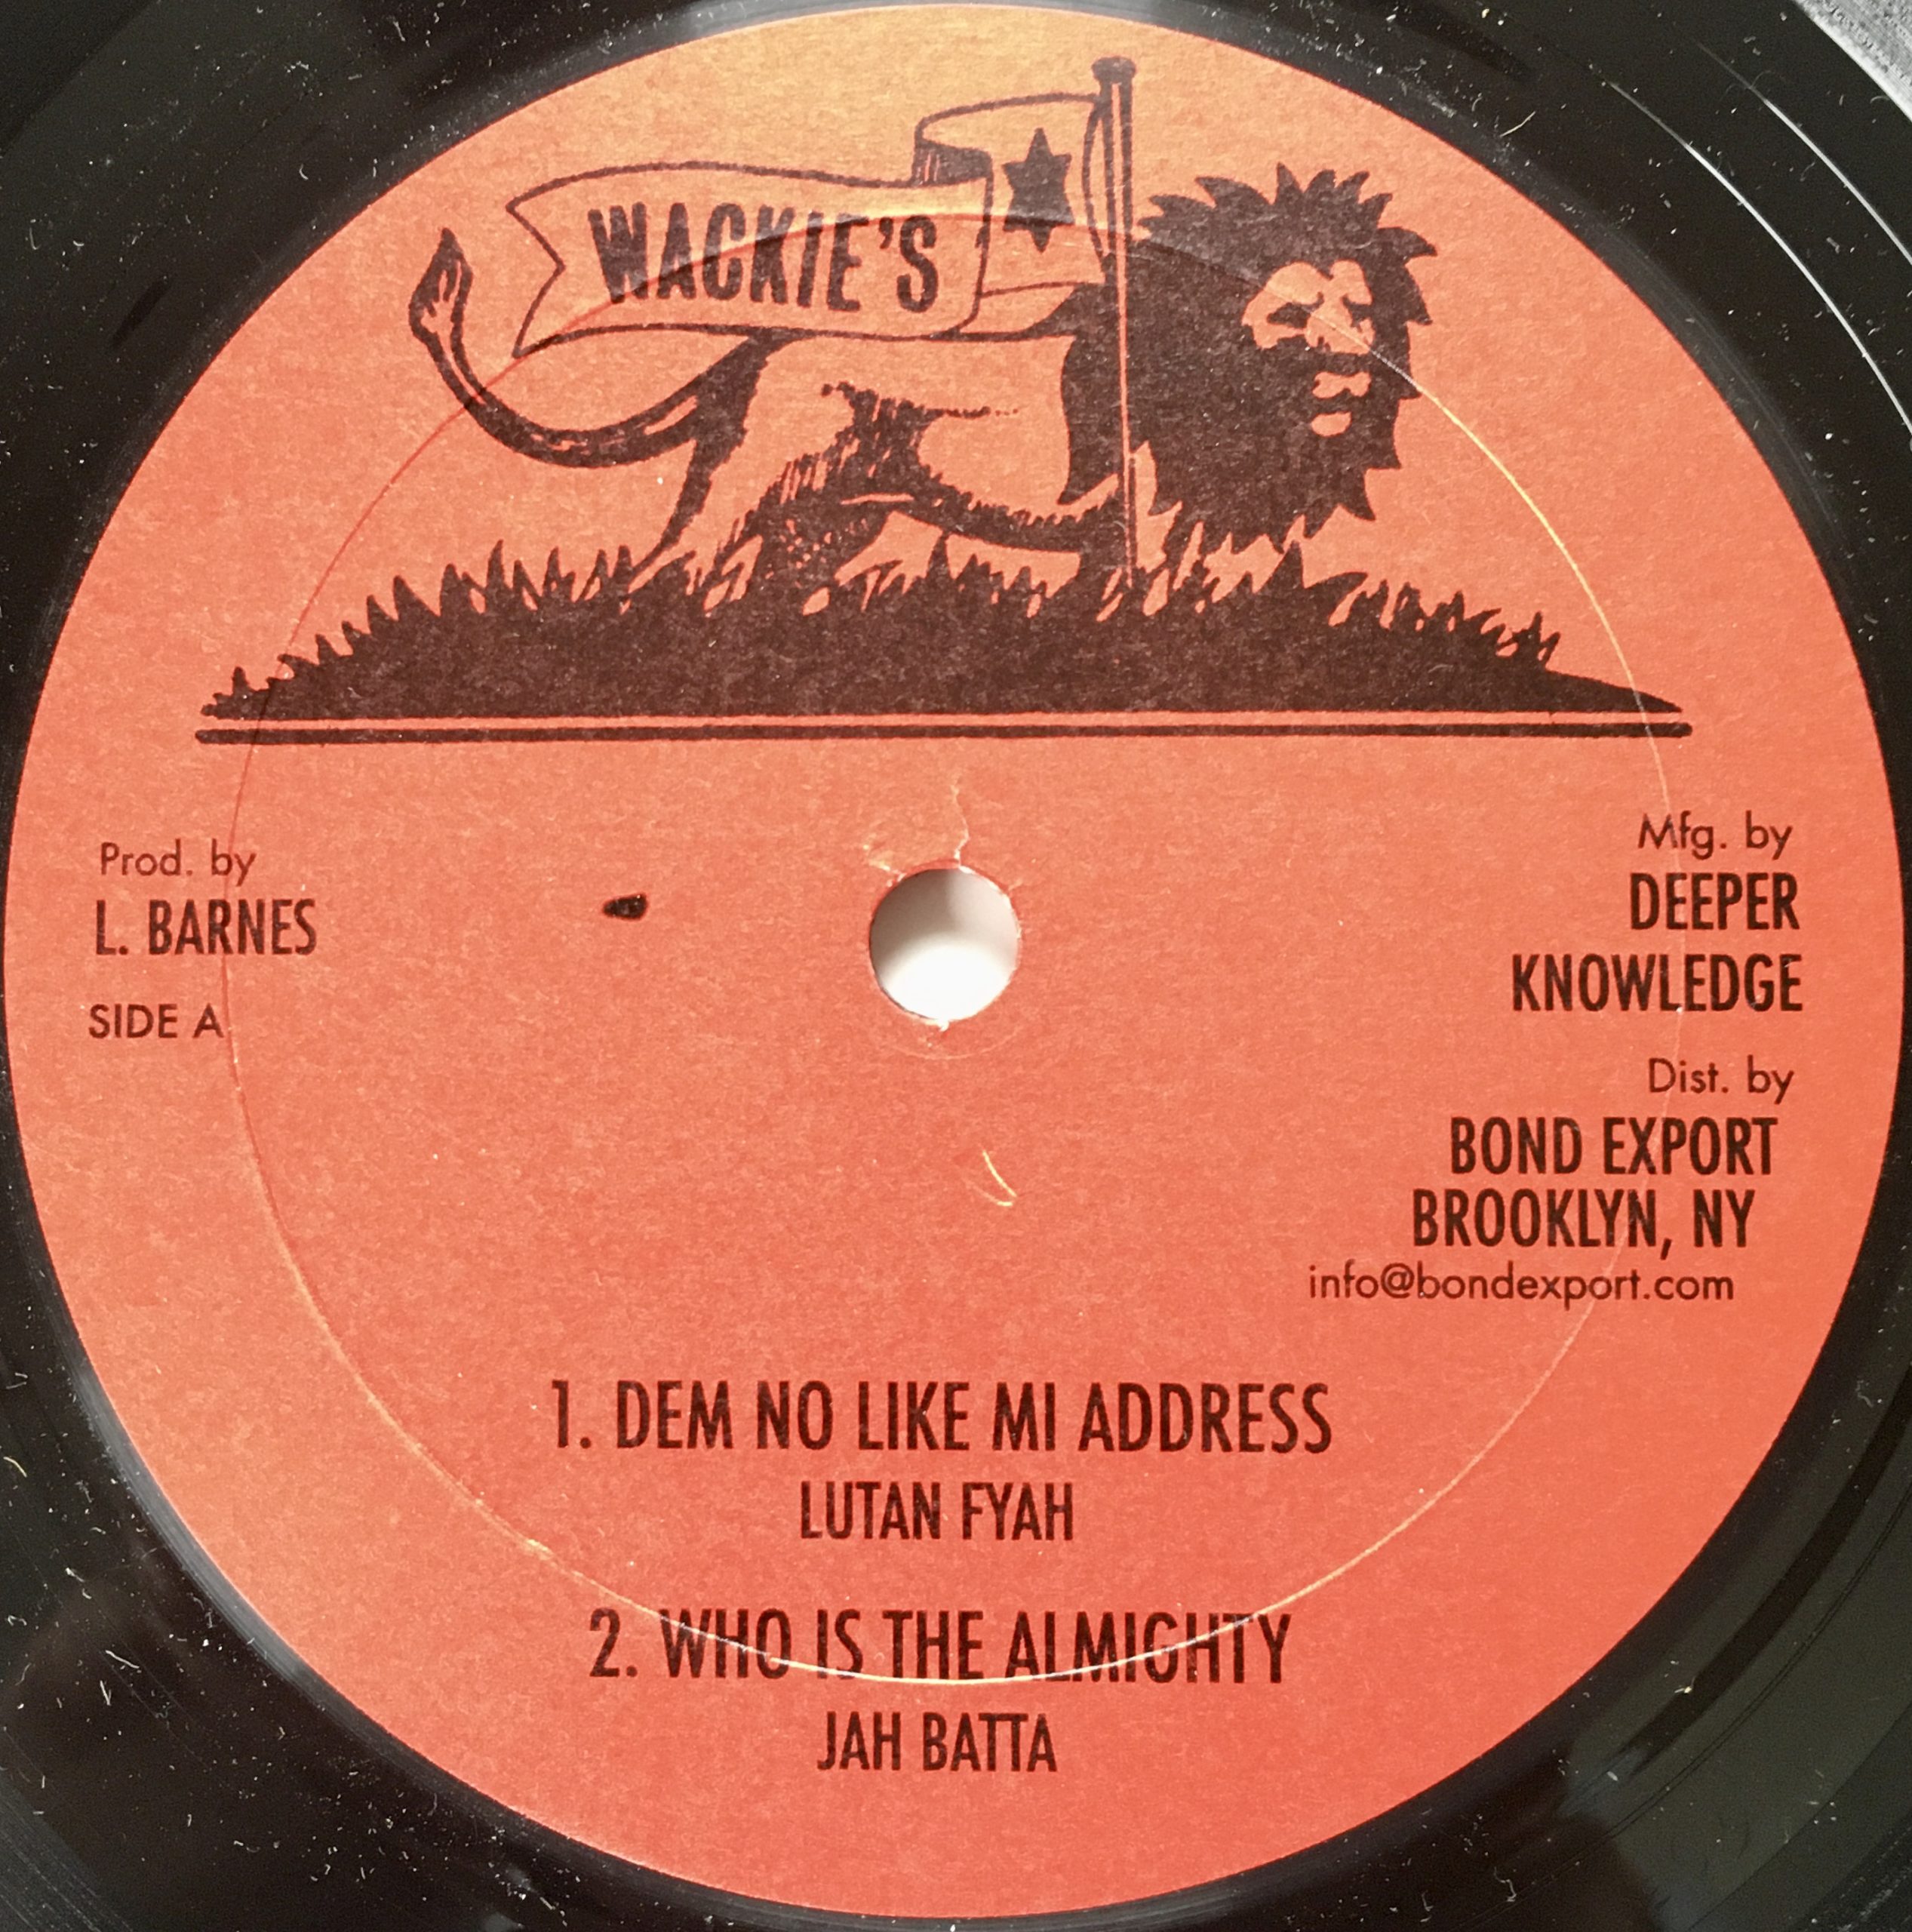 WACKIE'S
Prod. by
L. BARNES
SIDE A
Mfg. by
DEEPER
KNOWLEDGE
Dist. by
BOND EXPORT
BROOKLYN, NY
info@bondexport.com
1. DEM NO LIKE MI ADDRESS
LUTAN FYAH
2. WHO IS THE ALMIGHTY
JAH BATTA